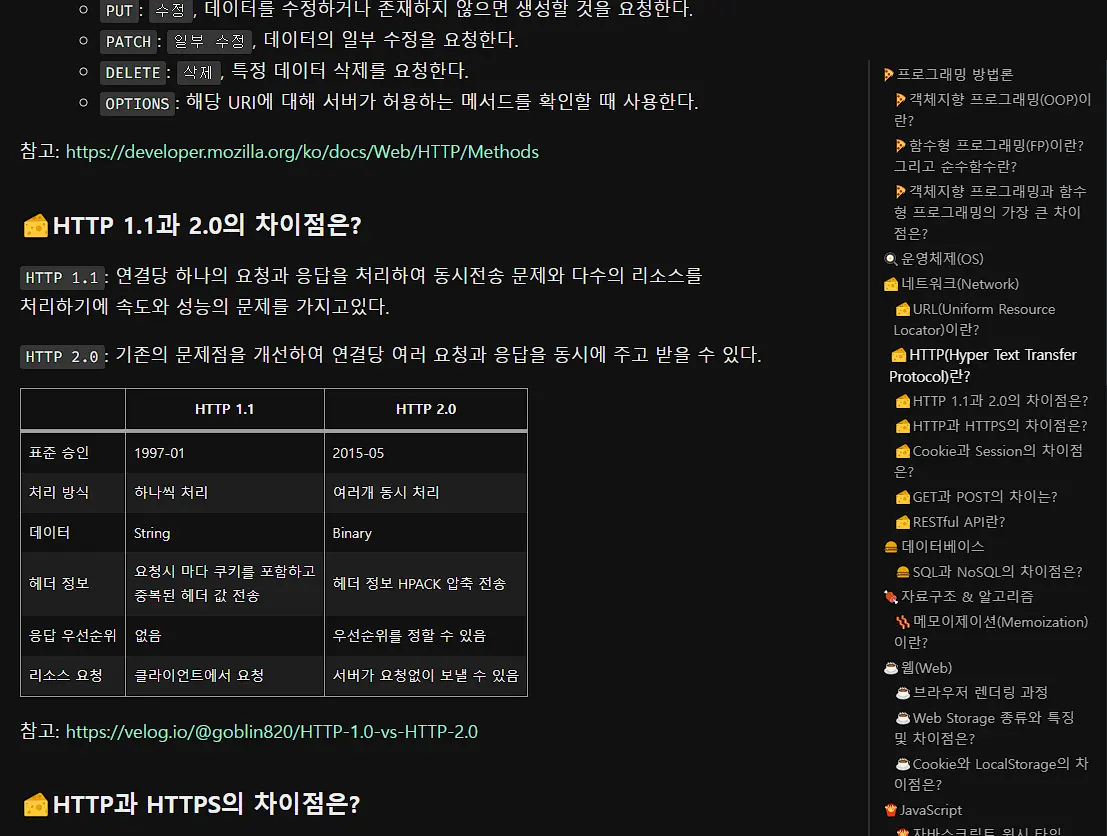 PUT: 수정, 데이터를 수정하거나 존재하지 않으면 생성할 것을 요청한다.
PATCH: 일부 수정, 데이터의 일부 수정을 요청한다.
DELETE: 삭제, 특정 데이터 삭제를 요청한다.
OPTIONS: 해당 URI에 대해 서버가 허용하는 메서드를 확인할 때 사용한다.
참고: https://developer.mozilla.org/ko/docs/Web/HTTP/Methods
HTTP 1.1과 2.0의 차이점은?
HTTP 1.1: 연결당 하나의 요청과 응답을 처리하여 동시전송 문제와 다수의 리소스를
처리하기에 속도와 성능의 문제를 가지고있다.
HTTP 2.0: 기존의 문제점을 개선하여 연결당 여러 요청과 응답을 동시에 주고 받을 수 있다.
HTTP 1.1 HTTP 2.0
표준 승인 1997-01 2015-05
처리 방식 하나씩 처리 여러개 동시 처리
데이터 String Binary
헤더 정보 요청시 마다 쿠키를 포함하고 헤더 정보 HPACK 압축 전송
중복된 헤더 값 전송
응답 우선순위 없음 우선순위를 정할 수 있음
리소스 요청 클라이언트에서 요청 서버가 요청없이 보낼 수 있음
참고: https://velog.io/@goblin820/HTTP-1.0-vs-HTTP-2.0
HTTP과 HTTPS의 차이점은?
프로그래밍 방법론
객체지향 프로그래밍(OOP)이
란?
함수형 프로그래밍(FP)이란?
그리고 순수함수란?
객체지향 프로그래밍과 함수
형 프로그래밍의 가장 큰 차이
점은?
운영체제(OS)
네트워크(Network)
URL(Uniform Resource
Locator)이란?
HTTP(Hyper Text Transfer
Protocol)란?
HTTP 1.1과 2.0의 차이점은?
HTTP과 HTTPS의 차이점은?
Cookie과 Session의 차이점
은?
GET과 POST의 차이는?
RESTful API란?
데이터베이스
SQL과 NoSQL의 차이점은?
자료구조 & 알고리즘
메모이제이션(Memoization)
이란?
웹(Web)
브라우저 렌더링 과정
Web Storage 종류와 특징
및 차이점은?
Cookie와 LocalStorage의 차
이점은?
JavaScript
자바스크립트 원시 타입